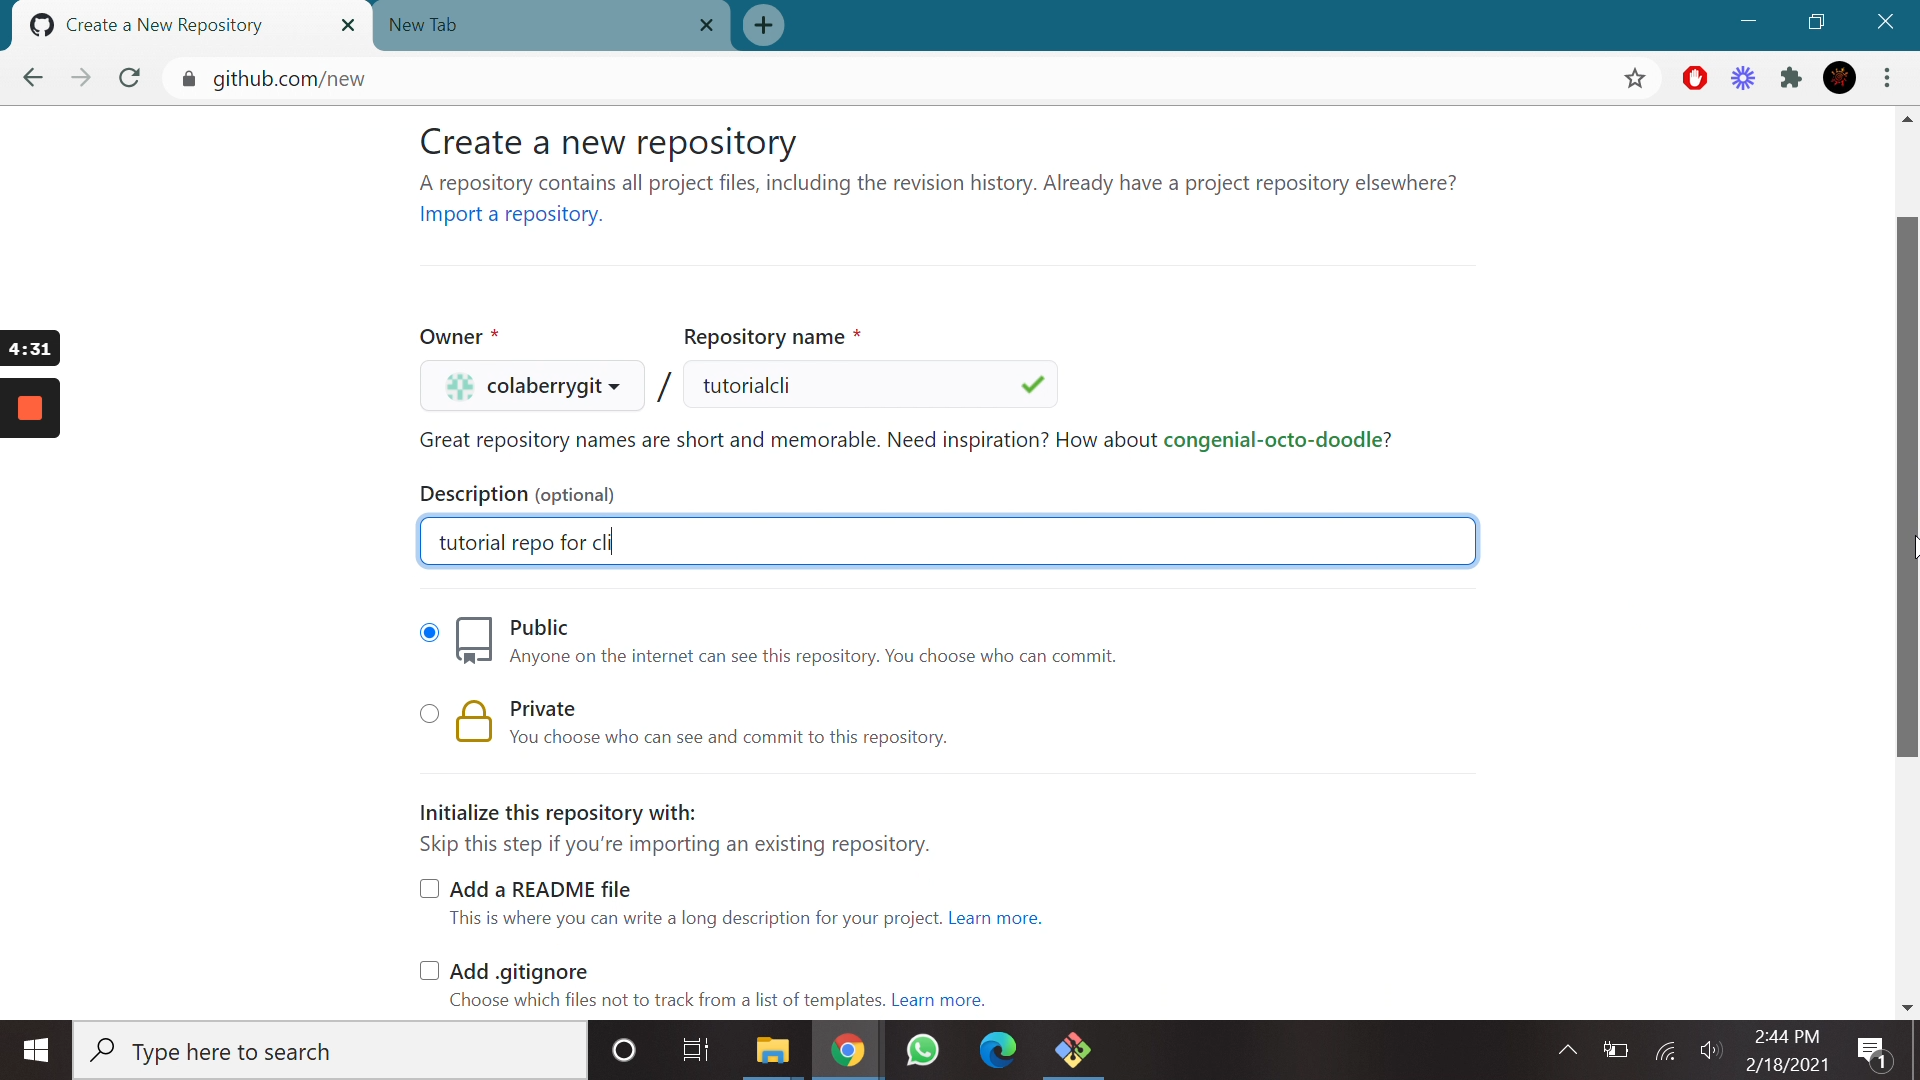 Create a New Repository
New Tab
github.com/new
Create a new repository
A repository contains all project files, including the revision history. Already have a project repository elsewhere?
Import a repository.
Owner *
Repository name *
4:31
colaberrygit / tutorialcli
Great repository names are short and memorable. Need inspiration? How about congenial-octo-doodle?
Description (optional)
tutorial repo for cli
Public
Anyone on the internet can see this repository. You choose who can commit.
Private
You choose who can see and commit to this repository.
Initialize this repository with:
Skip this step if you're importing an existing repository.
Add a README file
This is where you can write a long description for your project. Learn more.
Add .gitignore
Choose which files not to track from a list of templates. Learn more.
Type here to search
2:44 PM
2/18/2021
1